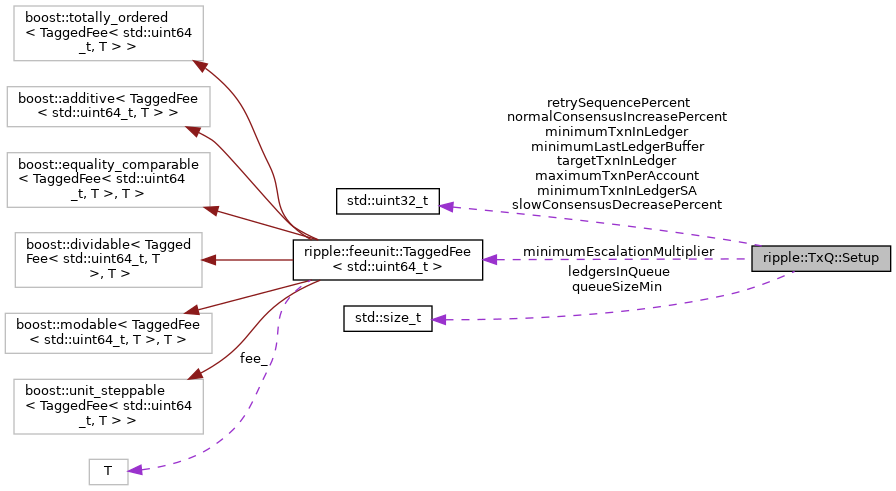 boost::totally_ordered
< TaggedFee< std::uint64
_t, T > >
boost::additive< TaggedFee
< std::uint64_t, T > >
boost::equality_comparable
< TaggedFee< std::uint64
_t, T >, T >
boost::dividable< Tagged
Fee< std::uint64_t, T
>, T >
boost::modable< TaggedFee
< std::uint64_t, T >, T >
boost::unit_steppable
< TaggedFee< std::uint64
_t, T > >
T
fee_
ripple::feeunit::TaggedFee
< std::uint64_t >
std::uint32_t
std::size_t
retrySequencePercent
normalConsensusIncreasePercent
minimumTxnInLedger
minimumLastLedgerBuffer
targetTxnInLedger
maximumTxnPerAccount
minimumTxnInLedgerSA
slowConsensusDecreasePercent
minimumEscalationMultiplier
ledgersInQueue
queueSizeMin
ripple::TxQ::Setup